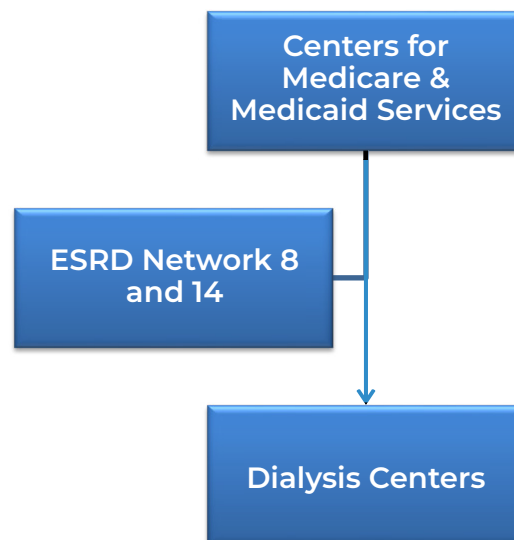 Centers for
Medicare &
Medicaid Services
ESRD Network 8
and 14
Dialysis Centers